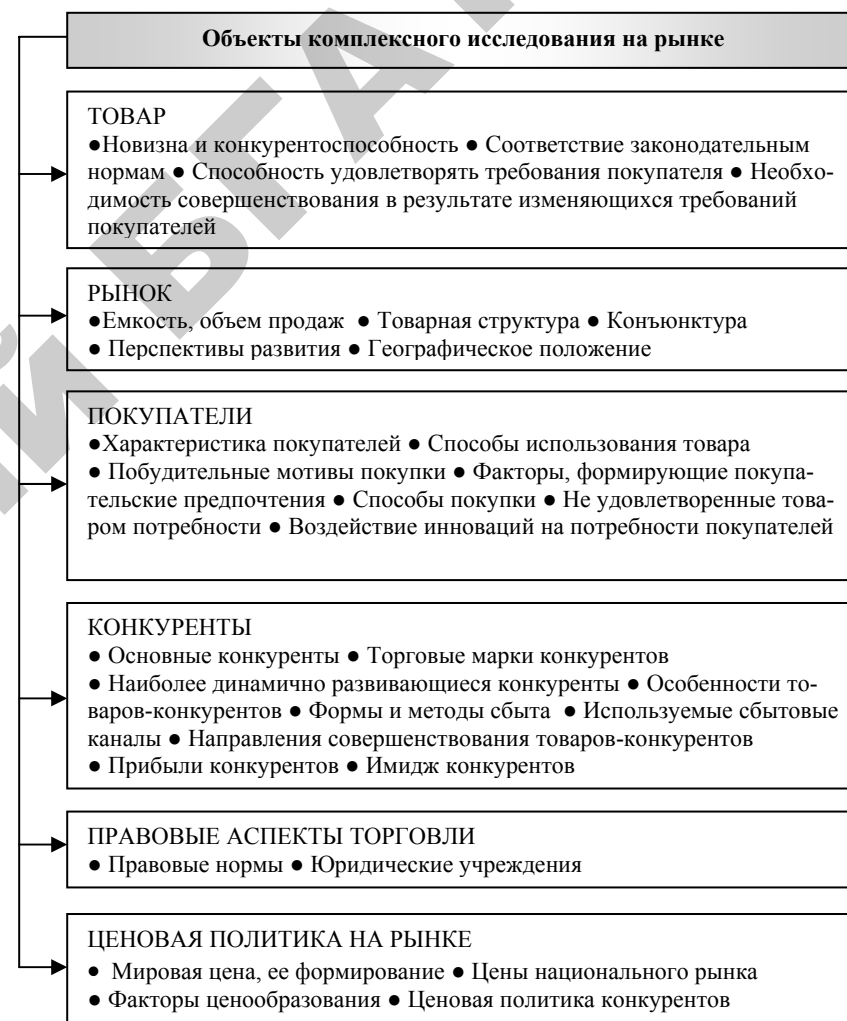 Объекты комплексного исследования на рынке
ТОВАР
●Новизна и конкурентоспособность ● Соответствие законодательным
нормам ● Способность удовлетворять требования покупателя ● Необхо-
димость совершенствования в результате изменяющихся требований
покупателей
РЫНОК
●Емкость, объем продаж ● Товарная структура ● Конъюнктура
● Перспективы развития ● Географическое положение
ПОКУПАТЕЛИ
●Характеристика покупателей ● Способы использования товара
● Побудительные мотивы покупки ● Факторы, формирующие покупа-
тельские предпочтения ● Способы покупки ● Не удовлетворенные това-
ром потребности ● Воздействие инноваций на потребности покупателей
КОНКУРЕНТЫ
● Основные конкуренты ● Торговые марки конкурентов
● Наиболее динамично развивающиеся конкуренты ● Особенности то-
варов-конкурентов ● Формы и методы сбыта ● Используемые сбытовые
каналы ● Направления совершенствования товаров-конкурентов
● Прибыли конкурентов ● Имидж конкурентов
ПРАВОВЫЕ АСПЕКТЫ ТОРГОВЛИ
● Правовые нормы ● Юридические учреждения
ЦЕНОВАЯ ПОЛИТИКА НА РЫНКЕ
● Мировая цена, ее формирование ● Цены национального рынка
● Факторы ценообразования ● Ценовая политика конкурентов